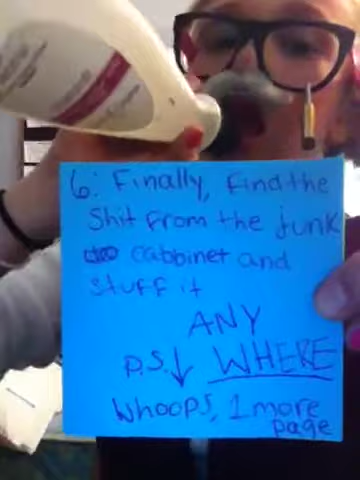 6: Finally, Find the
Shit From the junk
cabbinet and
stuff it
ANY
WHERE
P.S.↓
Whoops, 1 more
page